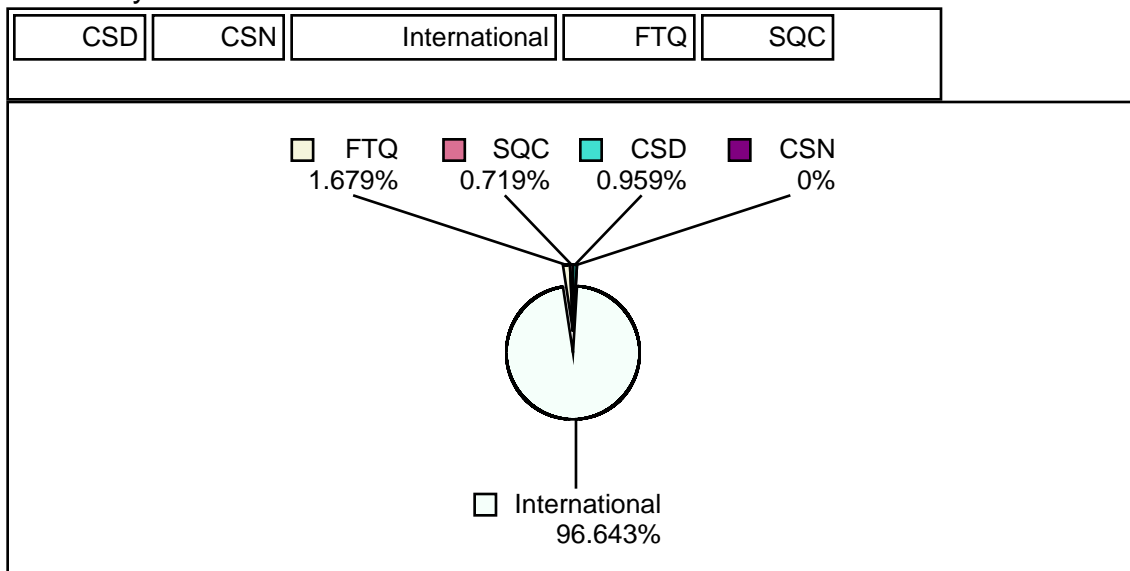 CSD CSN International FTQ SQC
FTQ SQC CSD CSN
1.679% 0.719% 0.959% 0%
International
96.643%